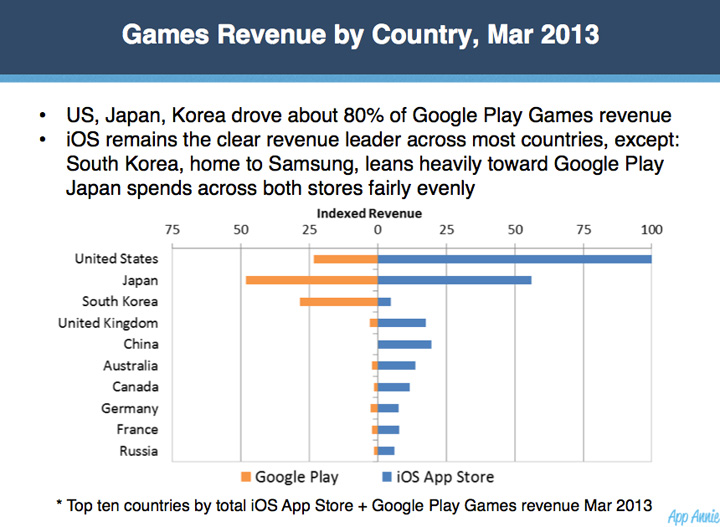 Games Revenue by Country, Mar 2013
• US, Japan, Korea drove about 80% of Google Play Games revenue
• iOS remains the clear revenue leader across most countries, except:
South Korea, home to Samsung, leans heavily toward Google Play
Japan spends across both stores fairly evenly
Indexed Revenue
75 50 25 0 25 50 75 100
United States
Japan
South Korea
United Kingdom
China
Australia
Canada
Germany
France
Russia
Google Play iOS App Store
* Top ten countries by total iOS App Store + Google Play Games revenue Mar 2013
App Annie